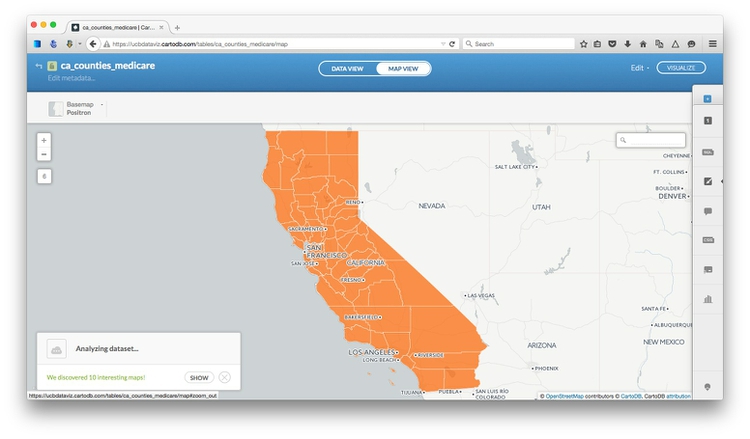 ca_counties_medicare | Car...
https://ucbdataviz.cartodb.com/tables/ca_counties_medicare/map
Search
ca_counties_medicare
Edit metadata...
DATA VIEW
MAP VIEW
Edit
VISUALIZE
Basemap
Positron
+
6
SALT LAKE CITY
CHEYENNE
FT. COLLINS
BOULDER
DENVER
RENO
NEVADA
UTAH
SACRAMENTO
SAN
FRANCISCO
SAN JOSE
CALIFORNIA
FRESNO
LAS VEGAS
SANTA FE
BAKERSFIELD
ALBUQUERQU
LOS ANGELES
LONG BEACH
RIVERSIDE
ARIZONA
NEW MEXICO
PHOENIX
TIJUANA
PUEBLA
SAN LUIS RÍO
COLORADO
Analyzing dataset...
We discovered 10 interesting maps!
SHOW
https://ucbdataviz.cartodb.com/tables/ca_counties_medicare/map#zoom_out
© OpenStreetMap contributors © CartoDB, CartoDB attribution